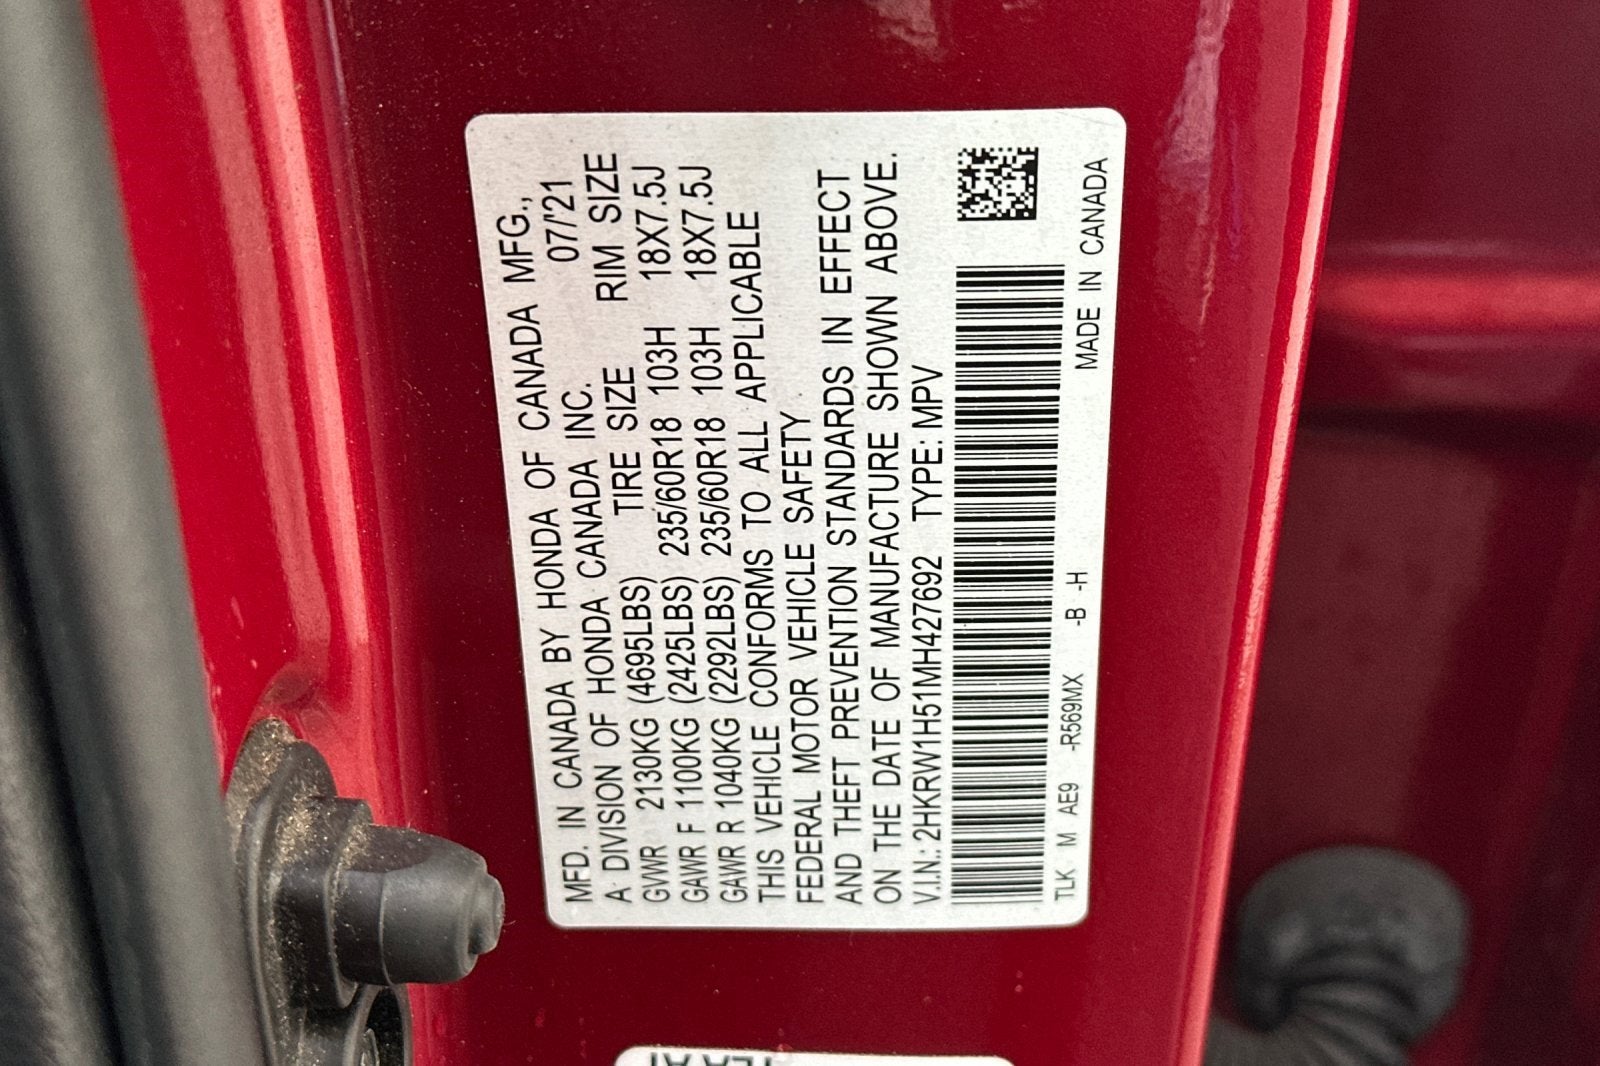 MFD. IN CANADA BY HONDA OF CANADA MFG.,
A DIVISION OF HONDA CANADA INC. 07/'21
GVWR 2130KG (4695LBS) TIRE SIZE RIM SIZE
GAWR F 1100KG (2425LBS) 235/60R18 103H 18X7.5J
GAWR R 1040KG (2292LBS) 235/60R18 103H 18X7.5J
THIS VEHICLE CONFORMS TO ALL APPLICABLE
FEDERAL MOTOR VEHICLE SAFETY
AND THEFT PREVENTION STANDARDS IN EFFECT
ON THE DATE OF MANUFACTURE SHOWN ABOVE.
V.I.N.: 2HKRW1H51MH427692 TYPE: MPV
TLK M AE9 -R569MX -B -H MADE IN CANADA